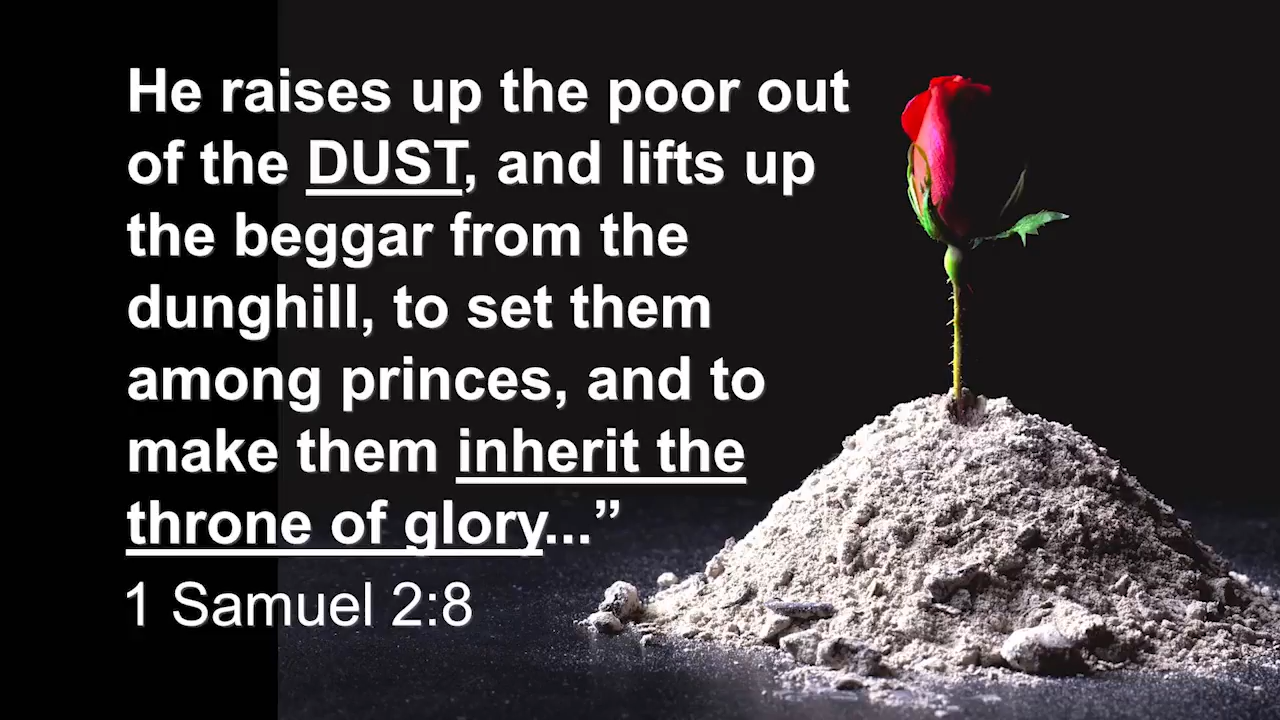 He raises up the poor out
of the DUST, and lifts up
the beggar from the
dunghill, to set them
among princes, and to
make them inherit the
throne of glory...”
1 Samuel 2:8